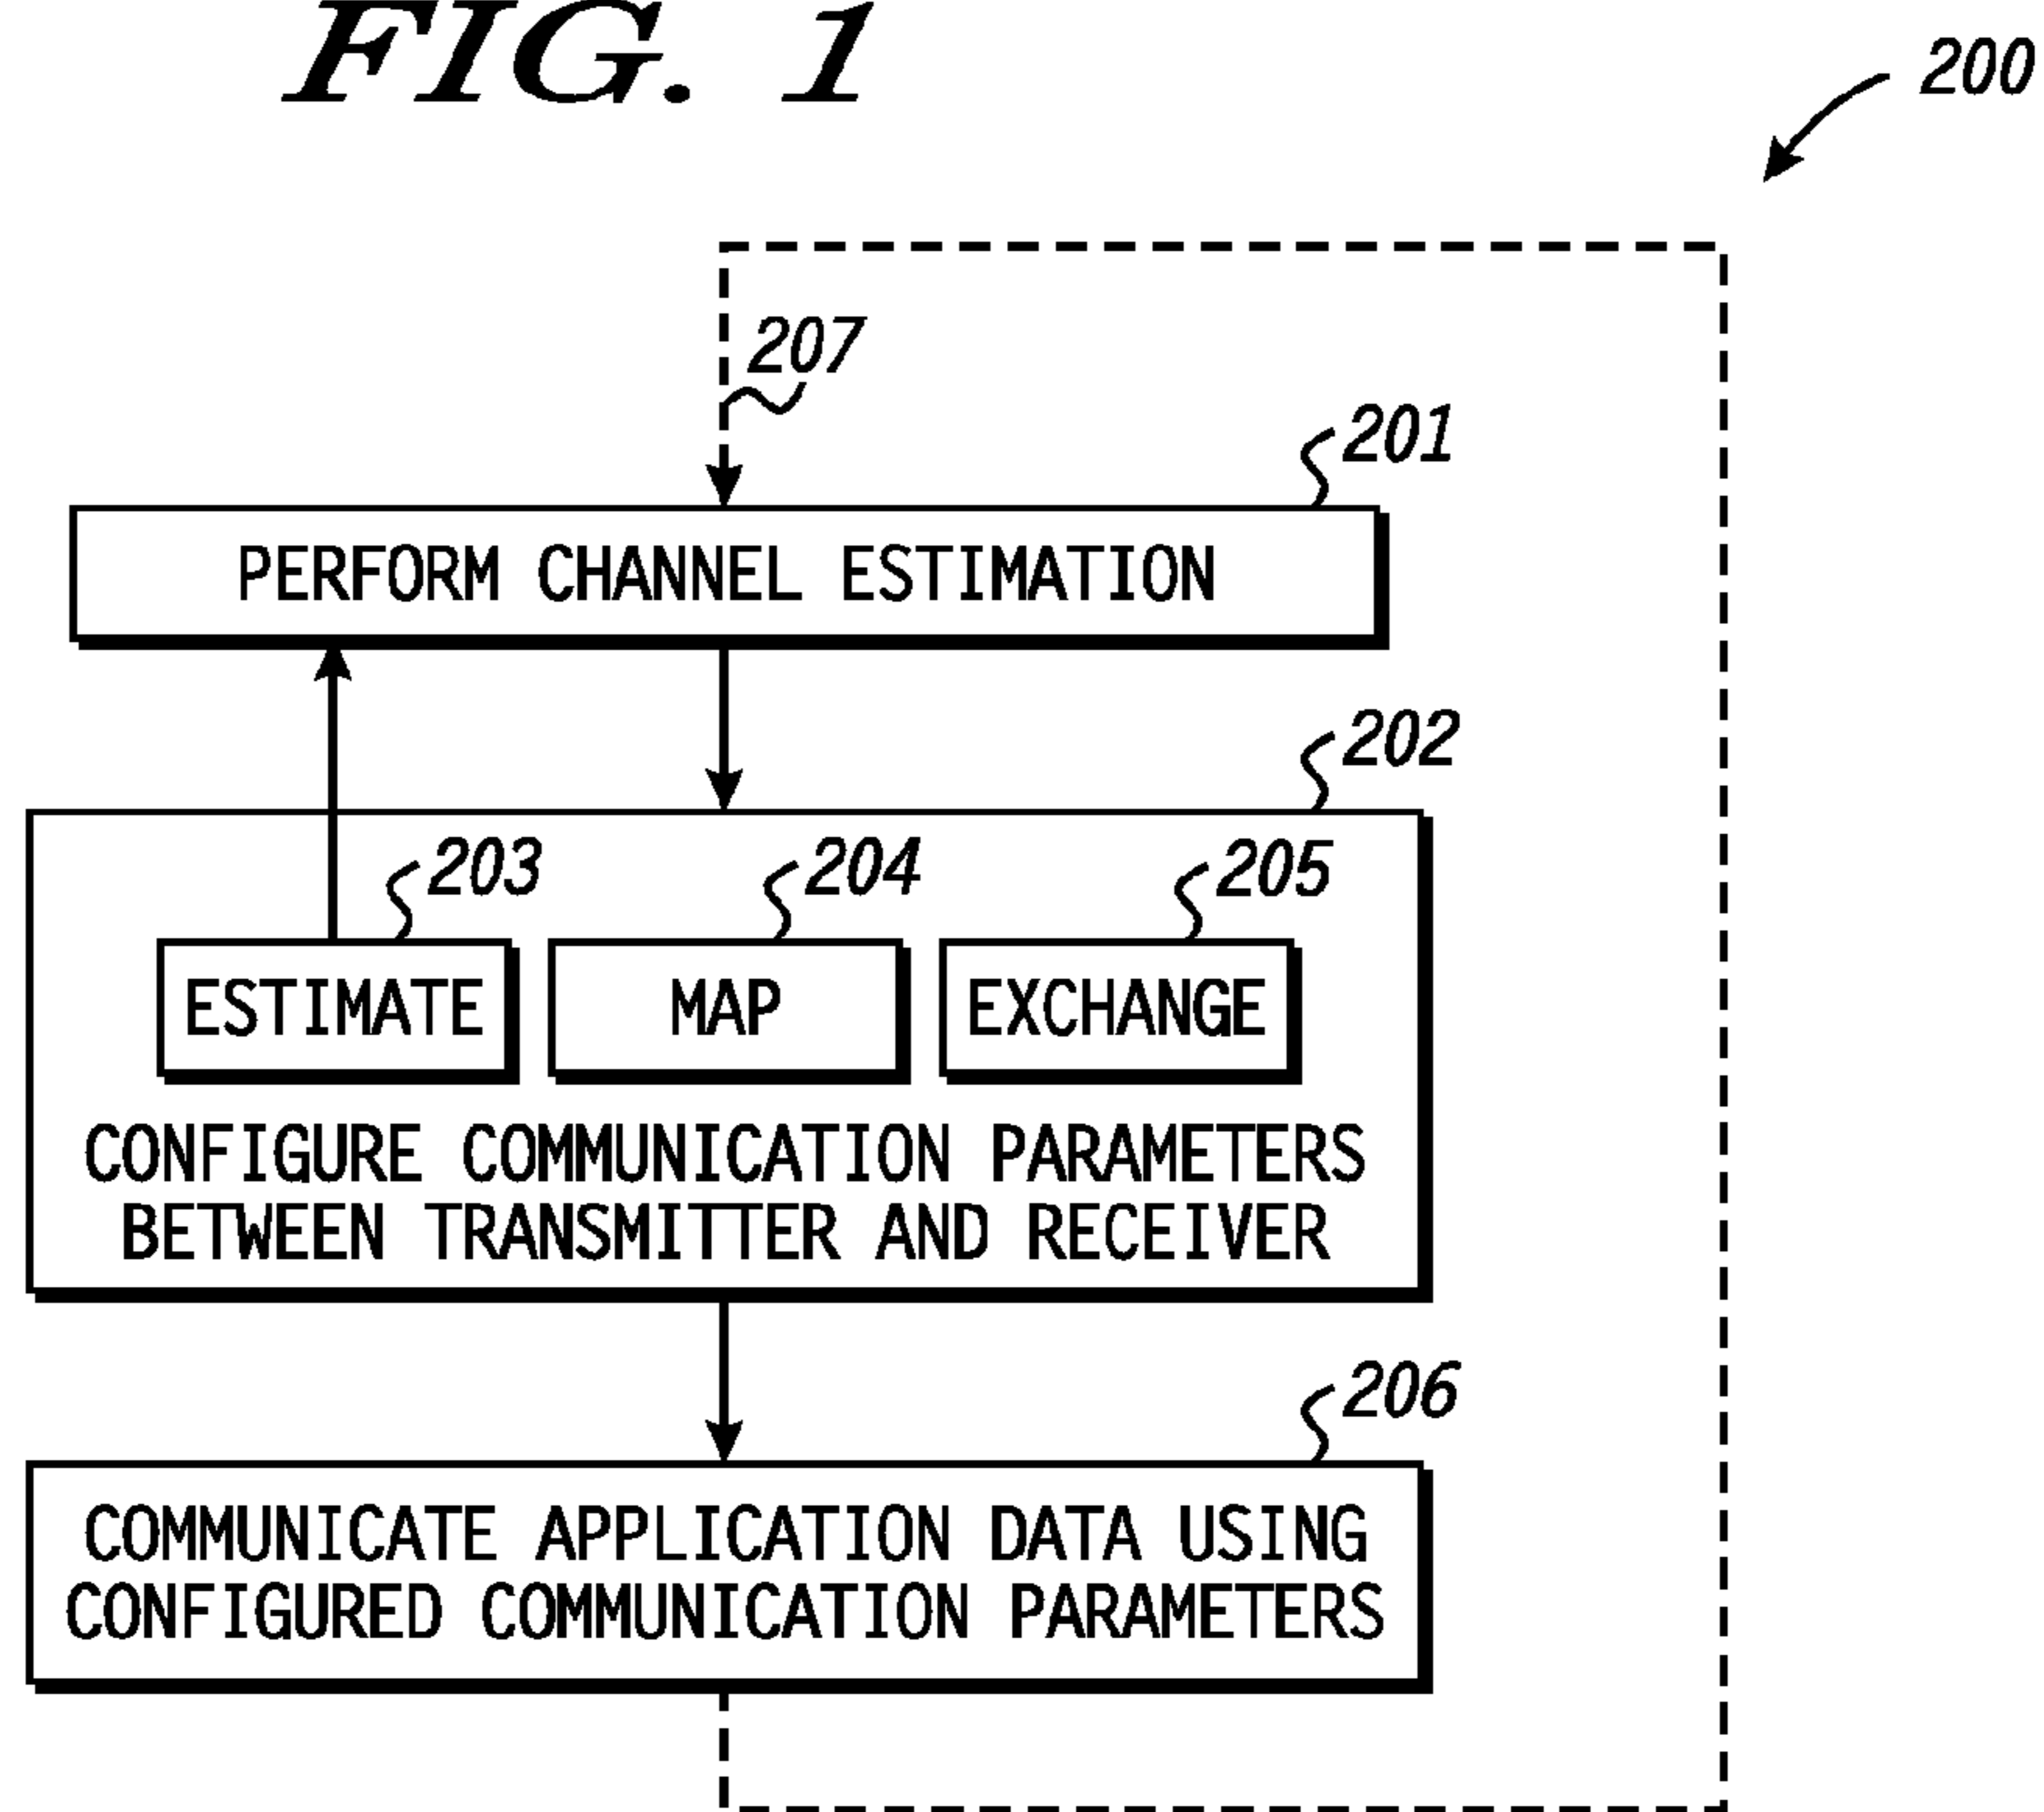 FIG. 1
200
207
201
PERFORM CHANNEL ESTIMATION
202
203
204
205
ESTIMATE
MAP
EXCHANGE
CONFIGURE COMMUNICATION PARAMETERS
BETWEEN TRANSMITTER AND RECEIVER
206
COMMUNICATE APPLICATION DATA USING
CONFIGURED COMMUNICATION PARAMETERS